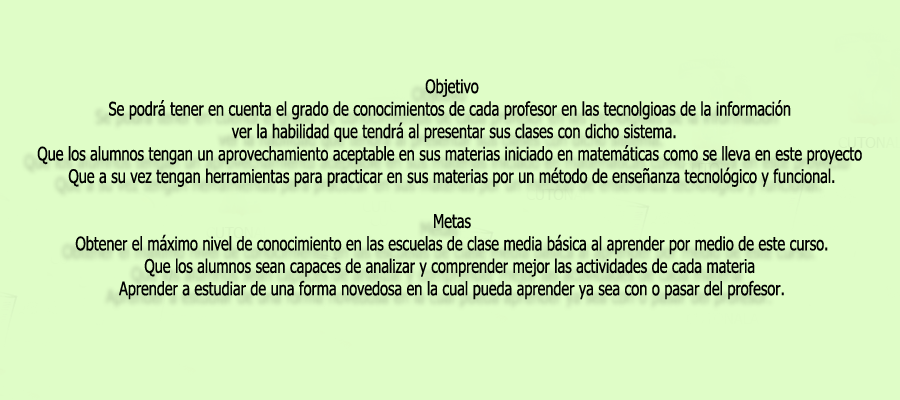 Objetivo
Se podrá tener en cuenta el grado de conocimientos de cada profesor en las tecnolgioas de la información
ver la habilidad que tendrá al presentar sus clases con dicho sistema.
Que los alumnos tengan un aprovechamiento aceptable en sus materias iniciado en matemáticas como se lleva en este proyecto
Que a su vez tengan herramientas para practicar en sus materias por un método de enseñanza tecnológico y funcional.
Metas
Obtener el máximo nivel de conocimiento en las escuelas de clase media básica al aprender por medio de este curso.
Que los alumnos sean capaces de analizar y comprender mejor las actividades de cada materia
Aprender a estudiar de una forma novedosa en la cual pueda aprender ya sea con o pasar del profesor.